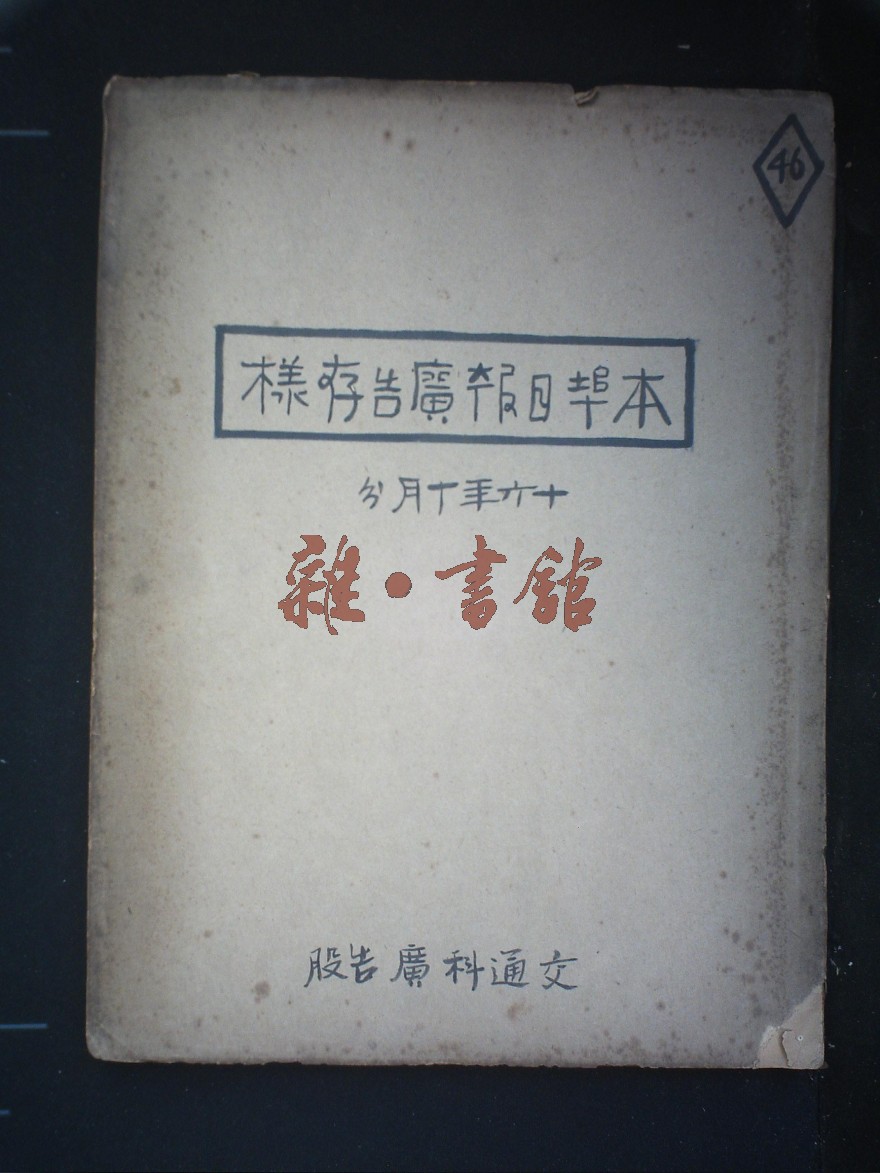 46
本埠日報廣告存樣
十六年十月分
雜·書館
交通科廣告股